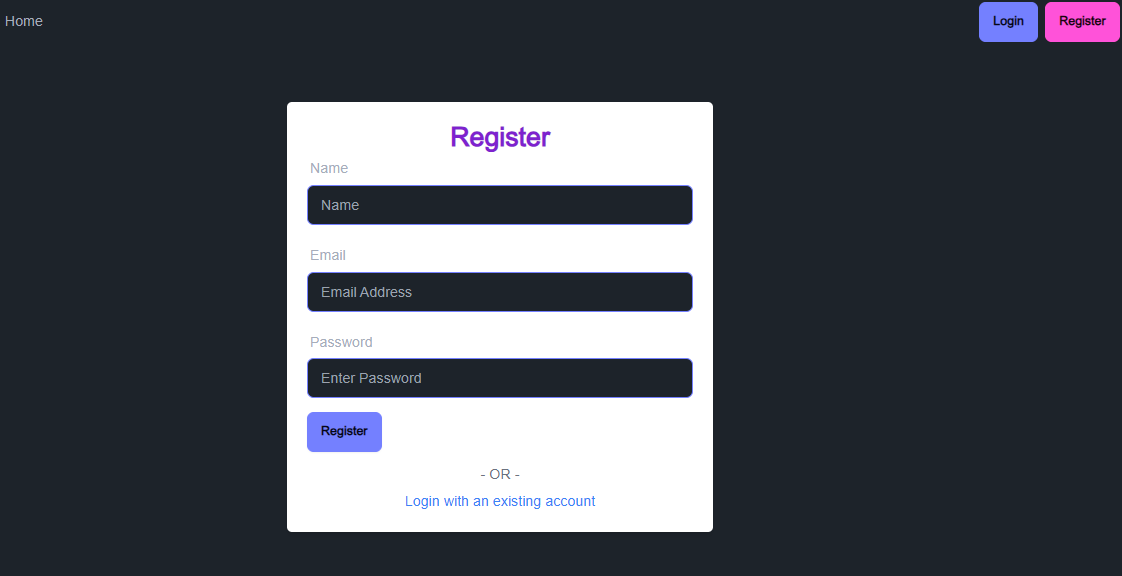 Home Login Register
Register
Name
Name
Email
Email Address
Password
Enter Password
Register
- OR -
Login with an existing account